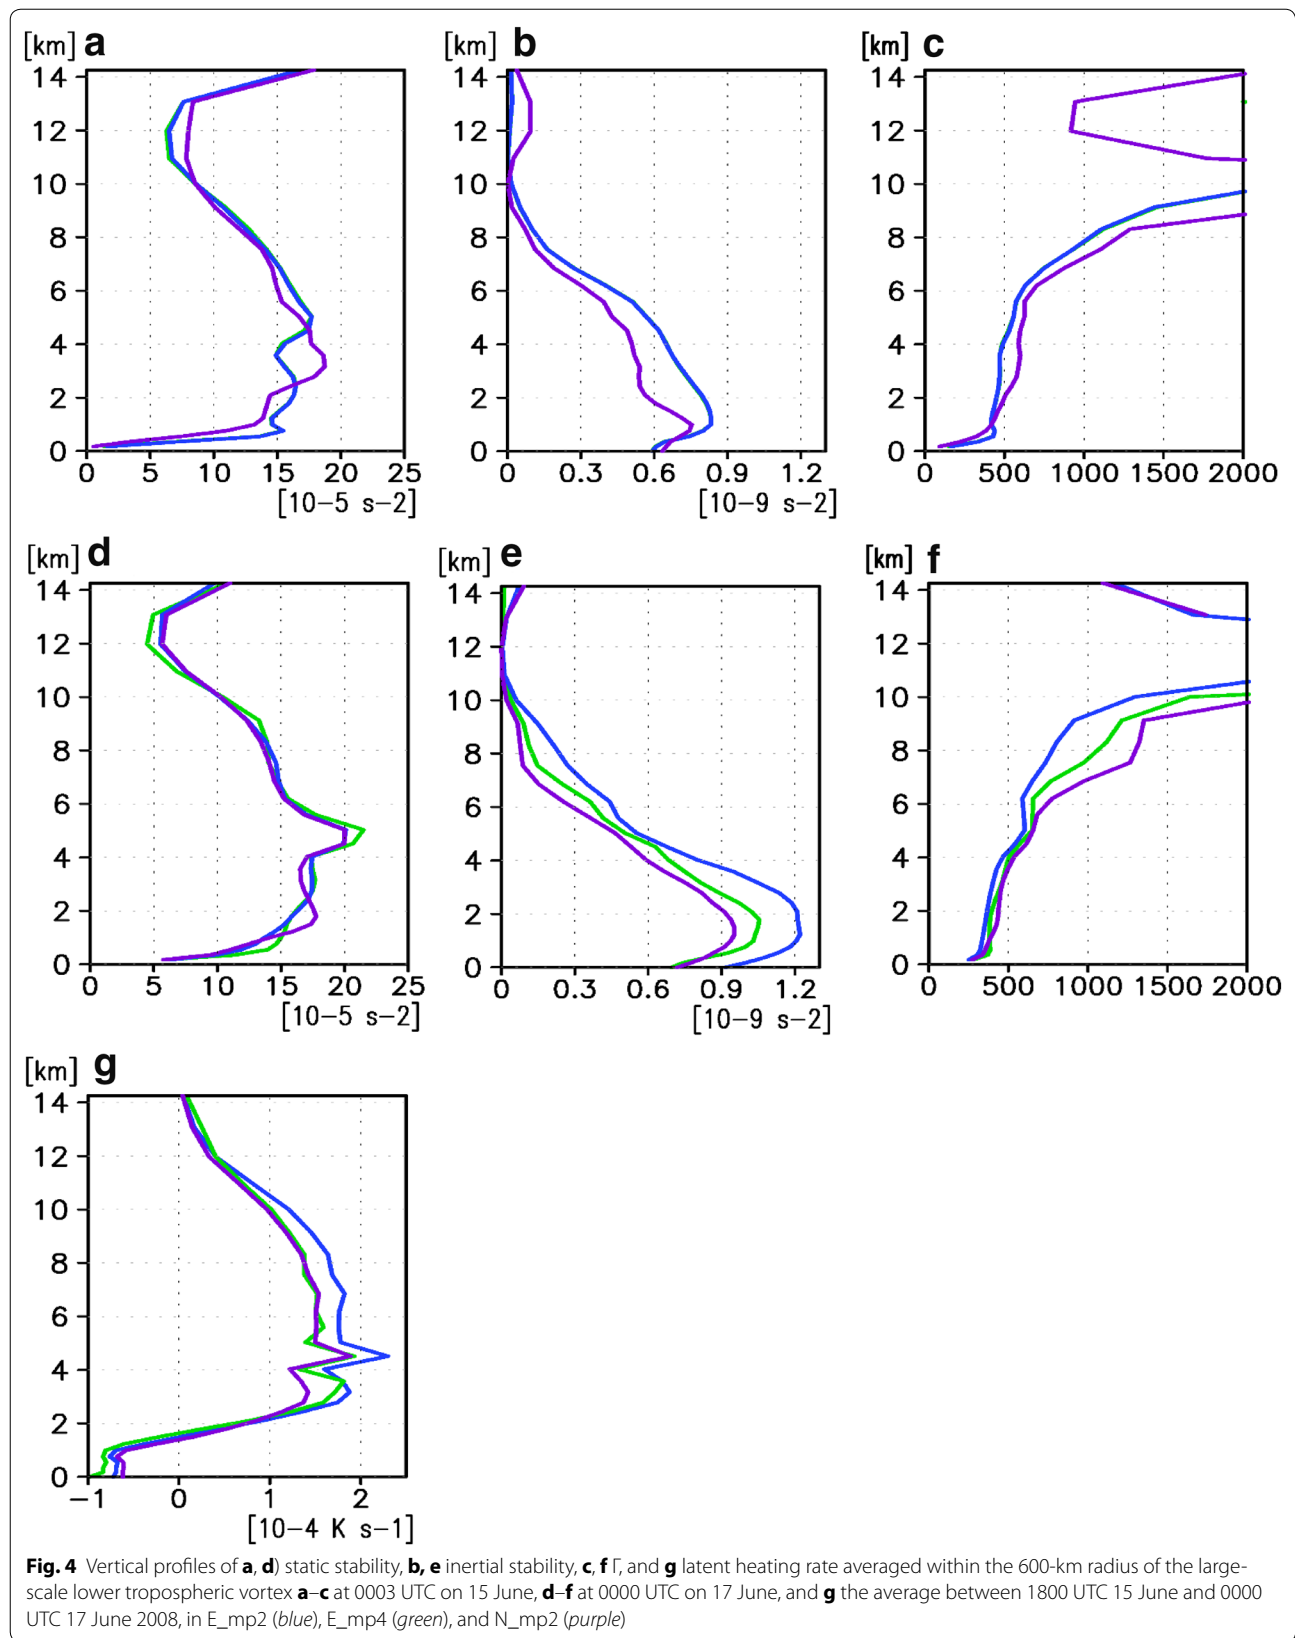 [km] a
14
12
10
8
6
4
2
0
0 5 10 15 20 25
[10−5 s−2]
[km] b
14
12
10
8
6
4
2
0
0 0.3 0.6 0.9 1.2
[10−9 s−2]
[km] c
14
12
10
8
6
4
2
0
0 500 1000 1500 2000
[km] d
14
12
10
8
6
4
2
0
0 5 10 15 20 25
[10−5 s−2]
[km] e
14
12
10
8
6
4
2
0
0 0.3 0.6 0.9 1.2
[10−9 s−2]
[km] f
14
12
10
8
6
4
2
0
0 500 1000 1500 2000
[km] g
14
12
10
8
6
4
2
0
−1 0 1 2
[10−4 K s−1]
Fig. 4 Vertical profiles of a, d) static stability, b, e inertial stability, c, f Γ, and g latent heating rate averaged within the 600-km radius of the large-
scale lower tropospheric vortex a–c at 0003 UTC on 15 June, d–f at 0000 UTC on 17 June, and g the average between 1800 UTC 15 June and 0000
UTC 17 June 2008, in E_mp2 (blue), E_mp4 (green), and N_mp2 (purple)